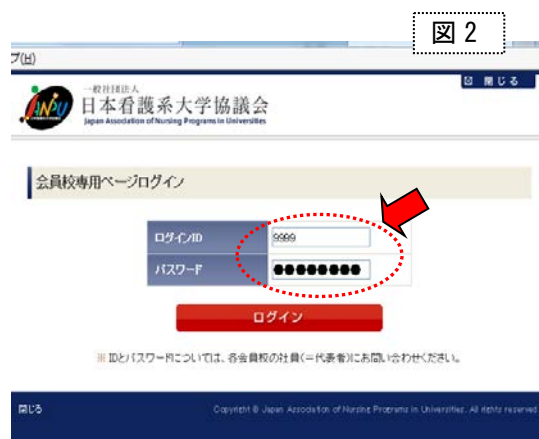 図 2
プ(H)
閉じる
一般社団法人
JANPU
日本看護系大学協議会
Japan Association of Nursing Programs in Universities
会員校専用ページログイン
ログインID
9999
パスワード
●●●●●●●●
ログイン
※ IDとパスワードについては、各会員校の社員(=代表者)にお問い合わせください。
閉じる
Copyright © Japan Association of Nursing Programs in Universities. All rights reserved